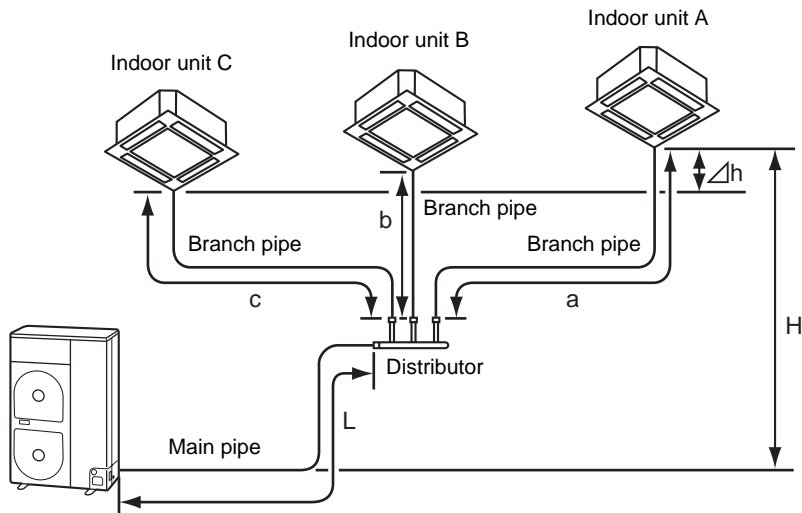 Indoor unit A
Indoor unit B
Indoor unit C
⊿h
Branch pipe
b
Branch pipe
Branch pipe
c
a
H
Distributor
L
Main pipe